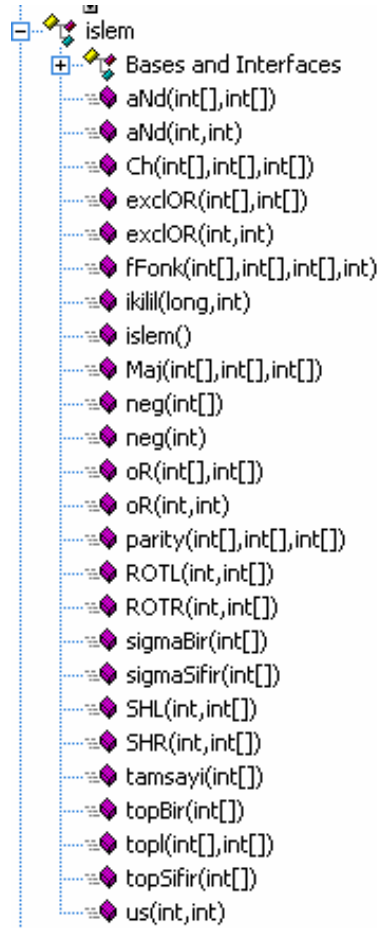 islem
Bases and Interfaces
aNd(int[],int[])
aNd(int,int)
Ch(int[],int[],int[])
exclOR(int[],int[])
exclOR(int,int)
fFonk(int[],int[],int[],int)
ikilil(long,int)
islem()
Maj(int[],int[],int[])
neg(int[])
neg(int)
oR(int[],int[])
oR(int,int)
parity(int[],int[],int[])
ROTL(int,int[])
ROTR(int,int[])
sigmaBir(int[])
sigmaSifir(int[])
SHL(int,int[])
SHR(int,int[])
tamsayi(int[])
topBir(int[])
topl(int[],int[])
topSifir(int[])
us(int,int)